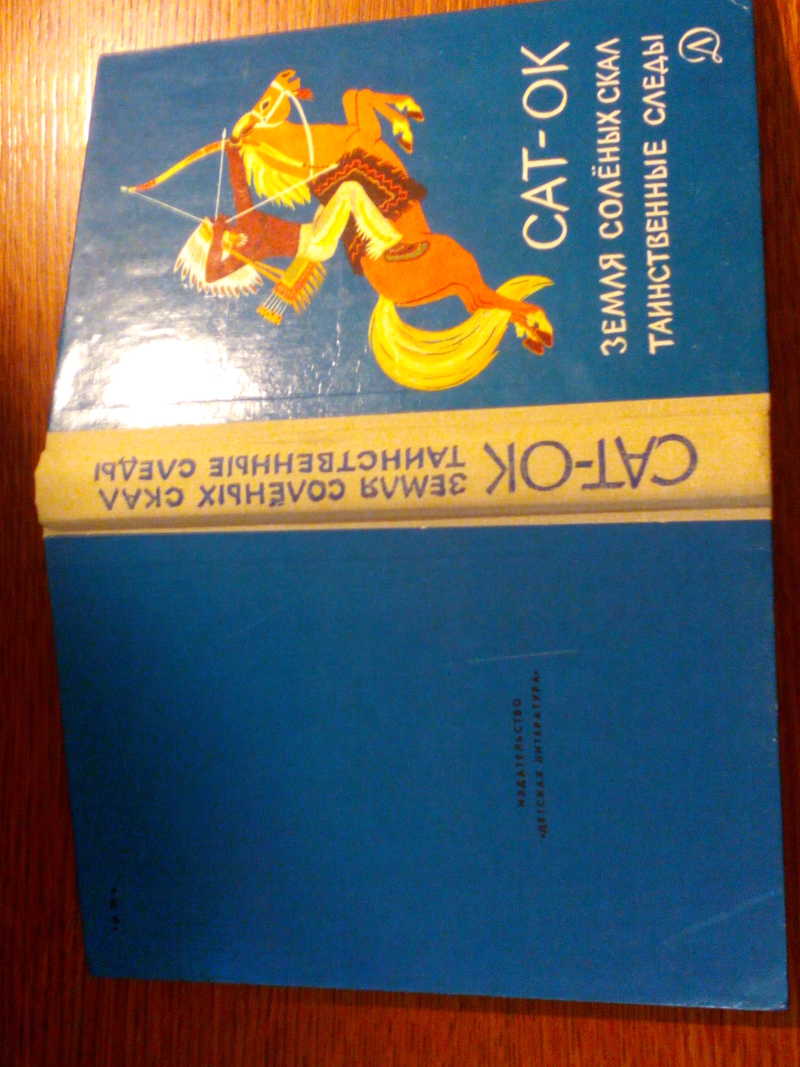 САТ-ОК
ЗЕМЛЯ СОЛЁНЫХ СКАЛ
ТАИНСТВЕННЫЕ СЛЕДЫ
Д
САТ-ОК
ЗЕМЛЯ СОЛЁНЫХ СКАЛ
ТАИНСТВЕННЫЕ СЛЕДЫ
ИЗДАТЕЛЬСТВО
«ДЕТСКАЯ ЛИТЕРАТУРА»